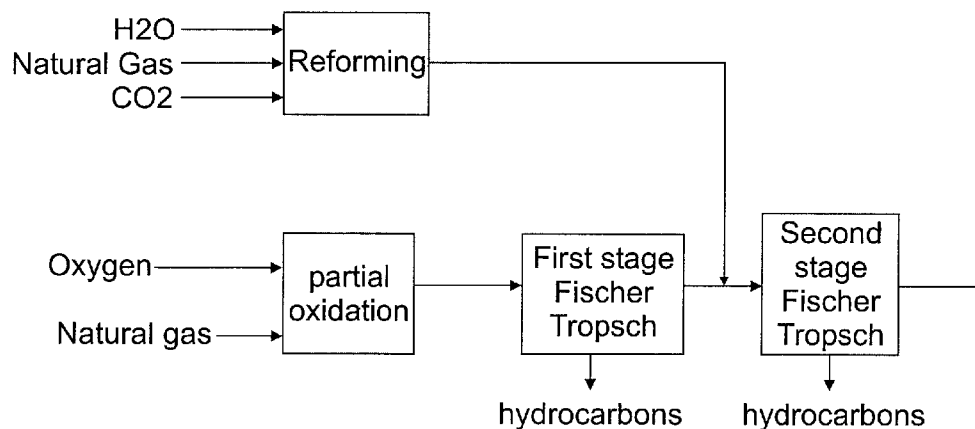 H2O
Natural Gas
CO2
Reforming
Oxygen
Natural gas
partial
oxidation
First stage
Fischer
Tropsch
Second
stage
Fischer
Tropsch
hydrocarbons
hydrocarbons